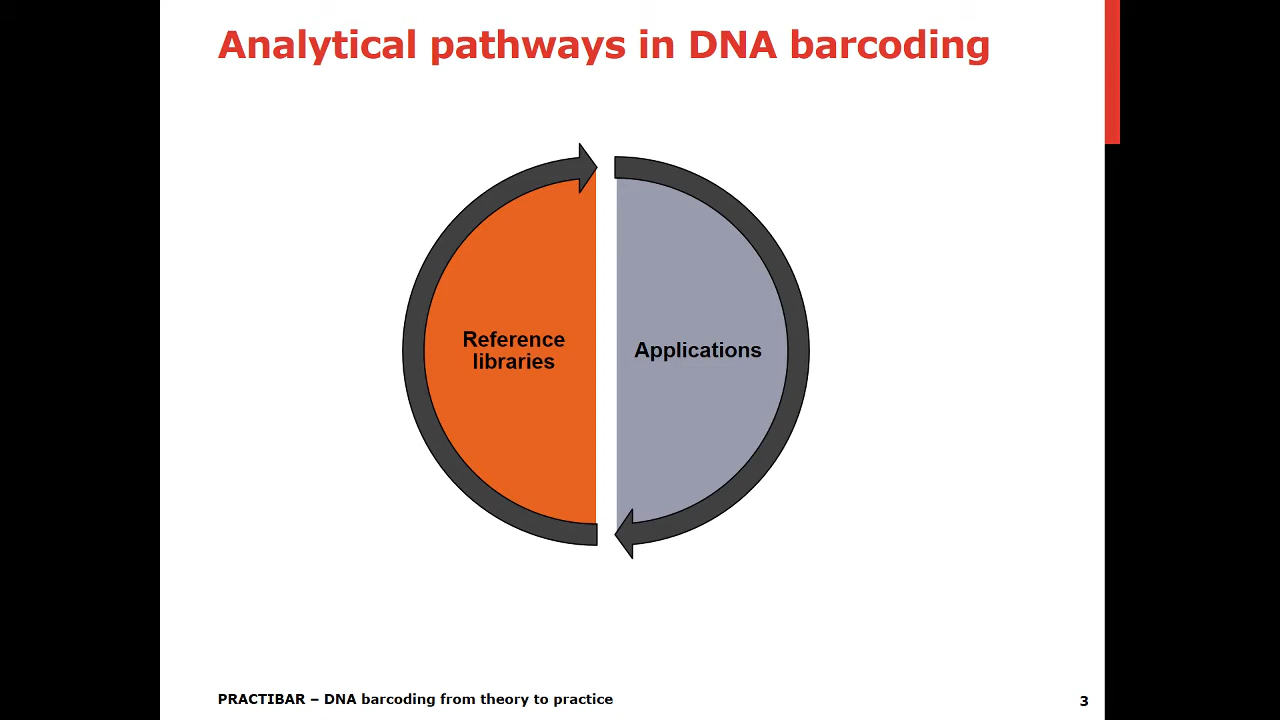 Analytical pathways in DNA barcoding
Reference
libraries
Applications
PRACTIBAR – DNA barcoding from theory to practice
3